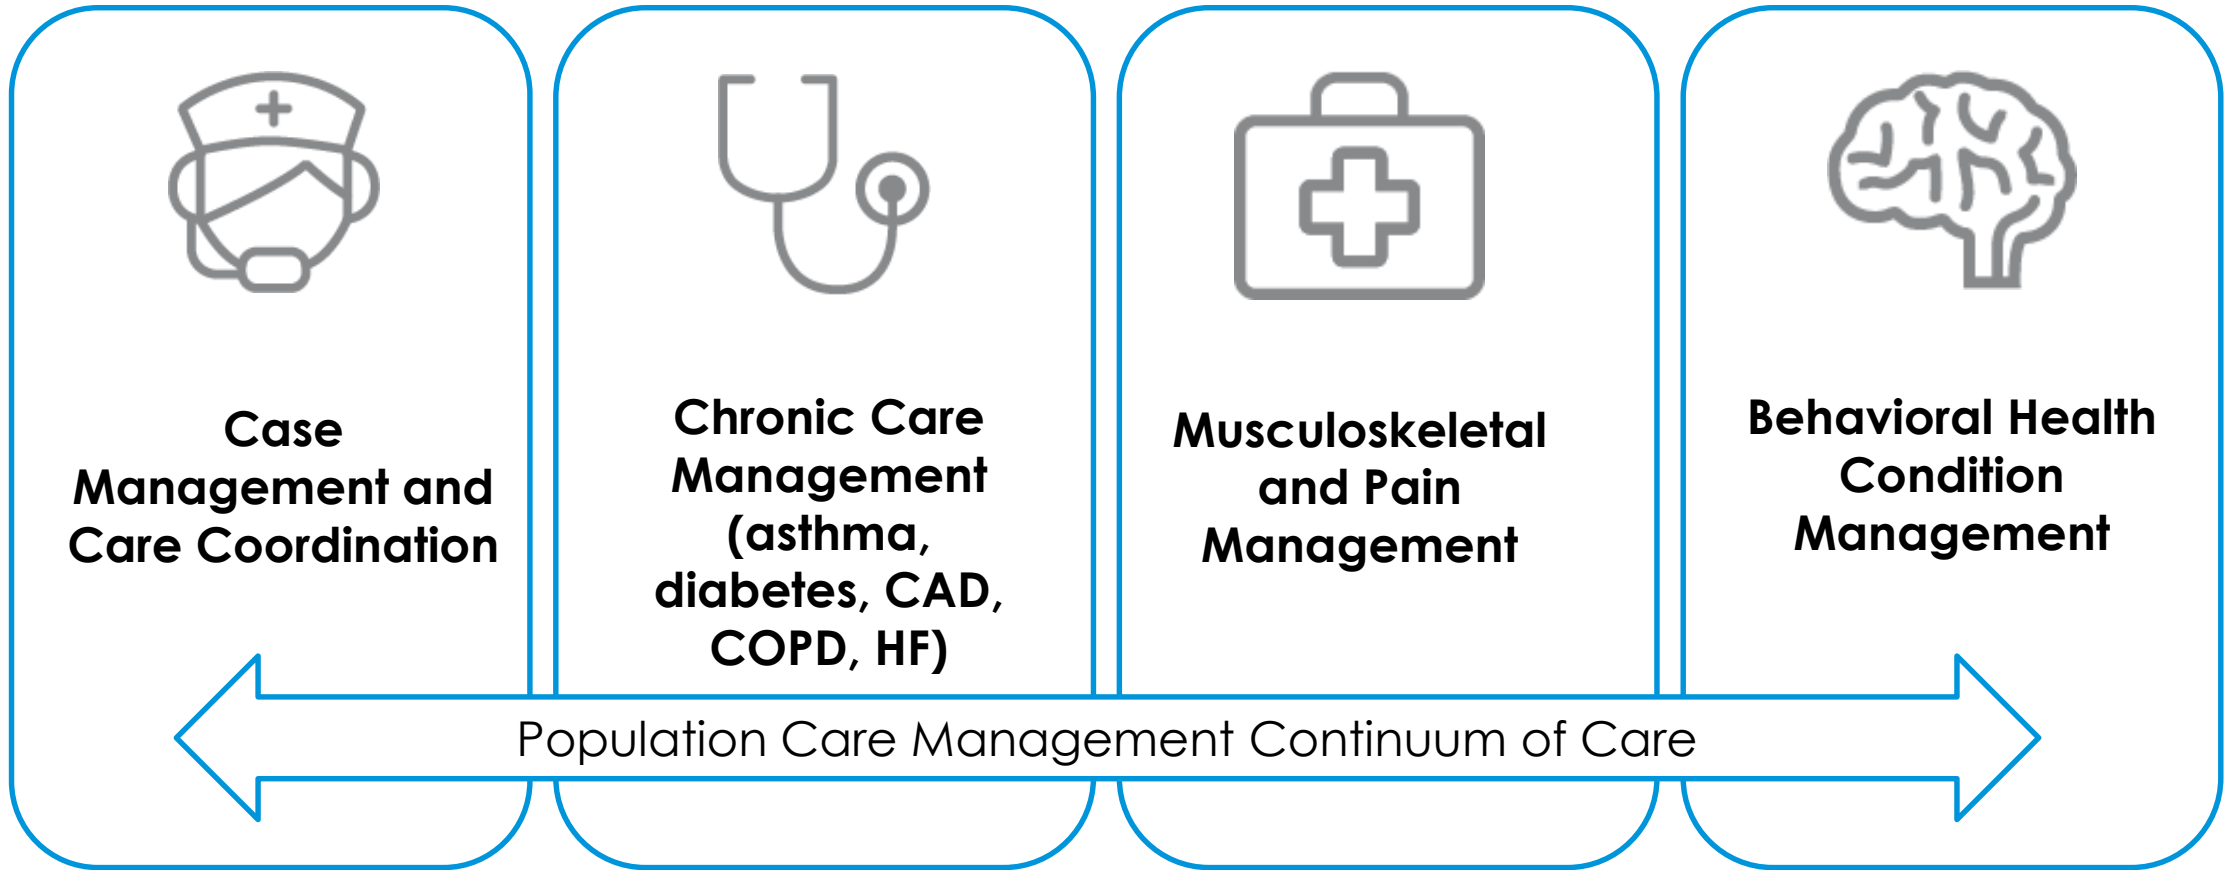 Case
Management and
Care Coordination
Chronic Care
Management
(asthma,
diabetes, CAD,
COPD, HF)
Musculoskeletal
and Pain
Management
Behavioral Health
Condition
Management
Population Care Management Continuum of Care